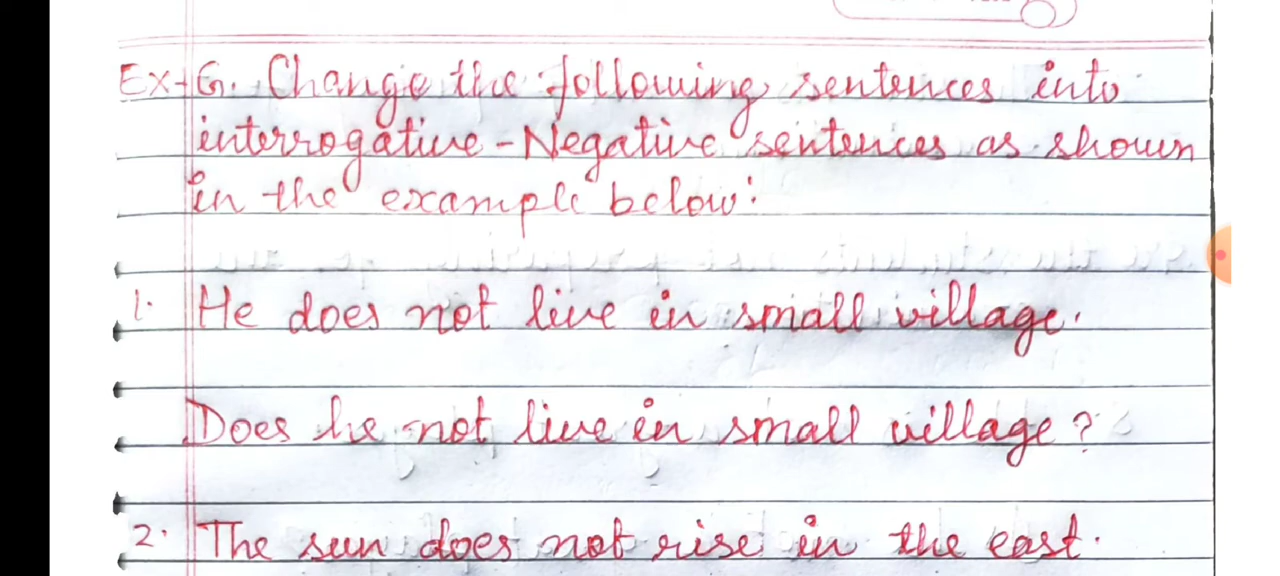 Ex-G. Change the following sentences into
interrogative-Negative sentences as shown
in the example below:
1. He does not live in small village.
Does he not live in small village?
2. The sun does not rise in the east.